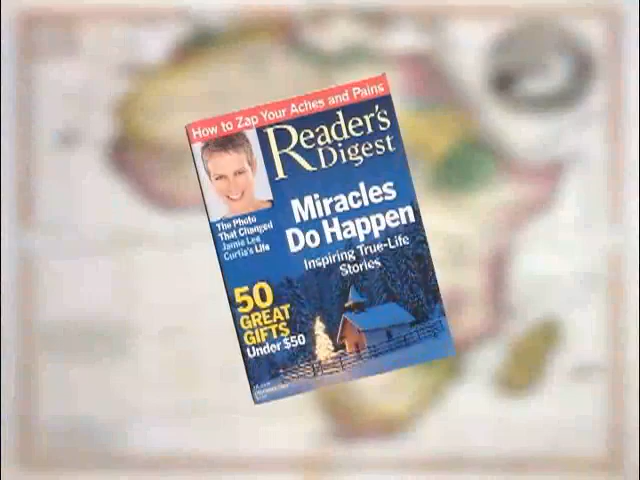 How to Zap Your Aches and Pains
Reader's
Digest
The Photo
That Changed
Jamie Lee
Curtis's Life
Miracles
Do Happen
Inspiring True-Life
Stories
50
GREAT
GIFTS
Under $50